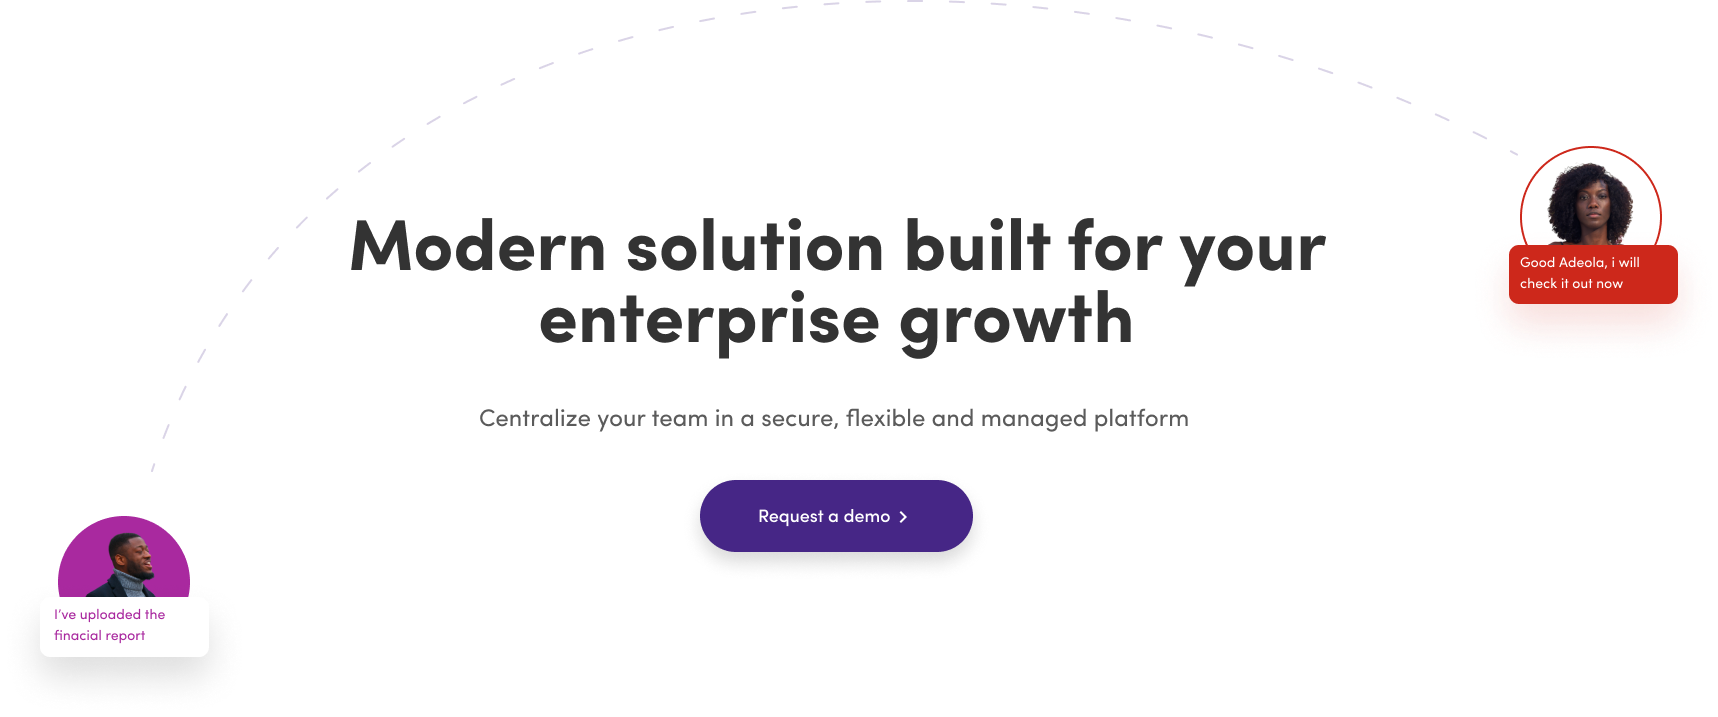 Modern solution built for your
enterprise growth
Good Adeola, i will
check it out now
Centralize your team in a secure, flexible and managed platform
Request a demo
I've uploaded the
finacial report